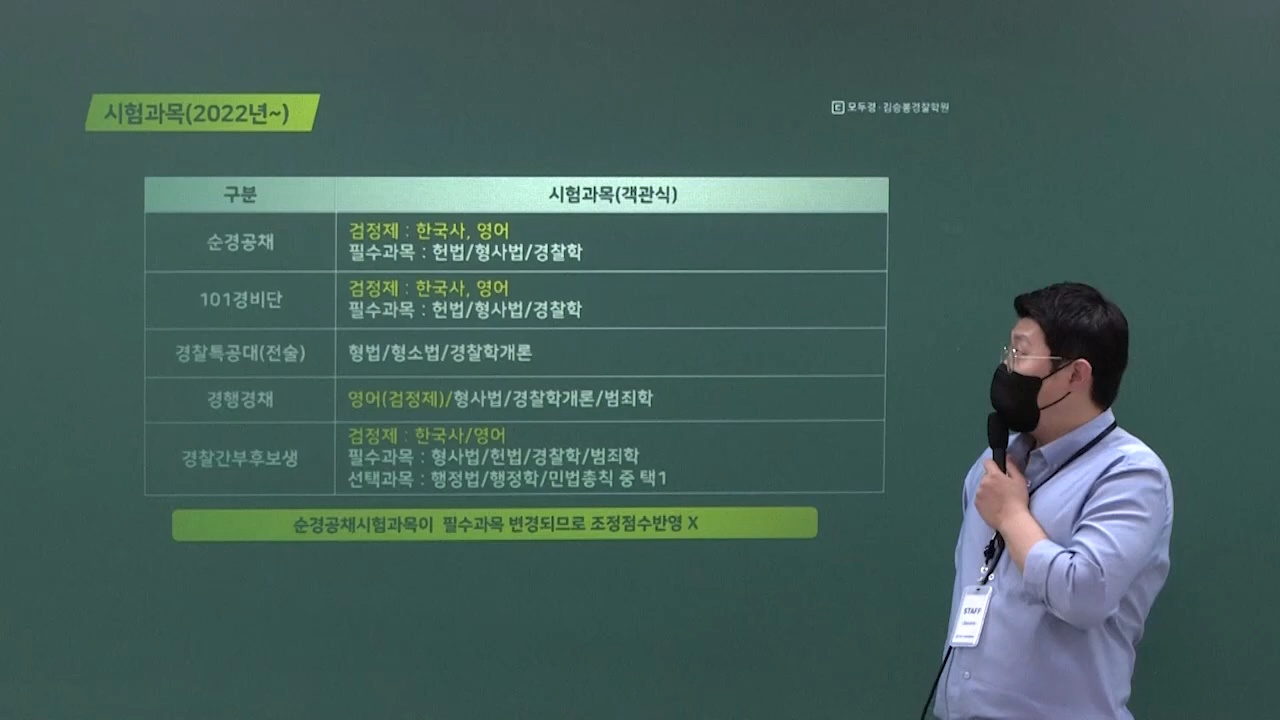 시험과목(2022년~)
모두경·김승봉경찰학원
구분
시험과목(객관식)
순경공채
검정제 : 한국사, 영어
필수과목 : 헌법/형사법/경찰학
101경비단
검정제 : 한국사, 영어
필수과목 : 헌법/형사법/경찰학
경찰특공대(전술)
형법/형소법/경찰학개론
경행경채
영어(검정제)/형사법/경찰학개론/범죄학
경찰간부후보생
검정제 : 한국사/영어
필수과목 : 형사법/헌법/경찰학/범죄학
선택과목 : 행정법/행정학/민법총칙 중 택1
순경공채시험과목이 필수과목 변경되므로 조정점수반영 X
STAFF